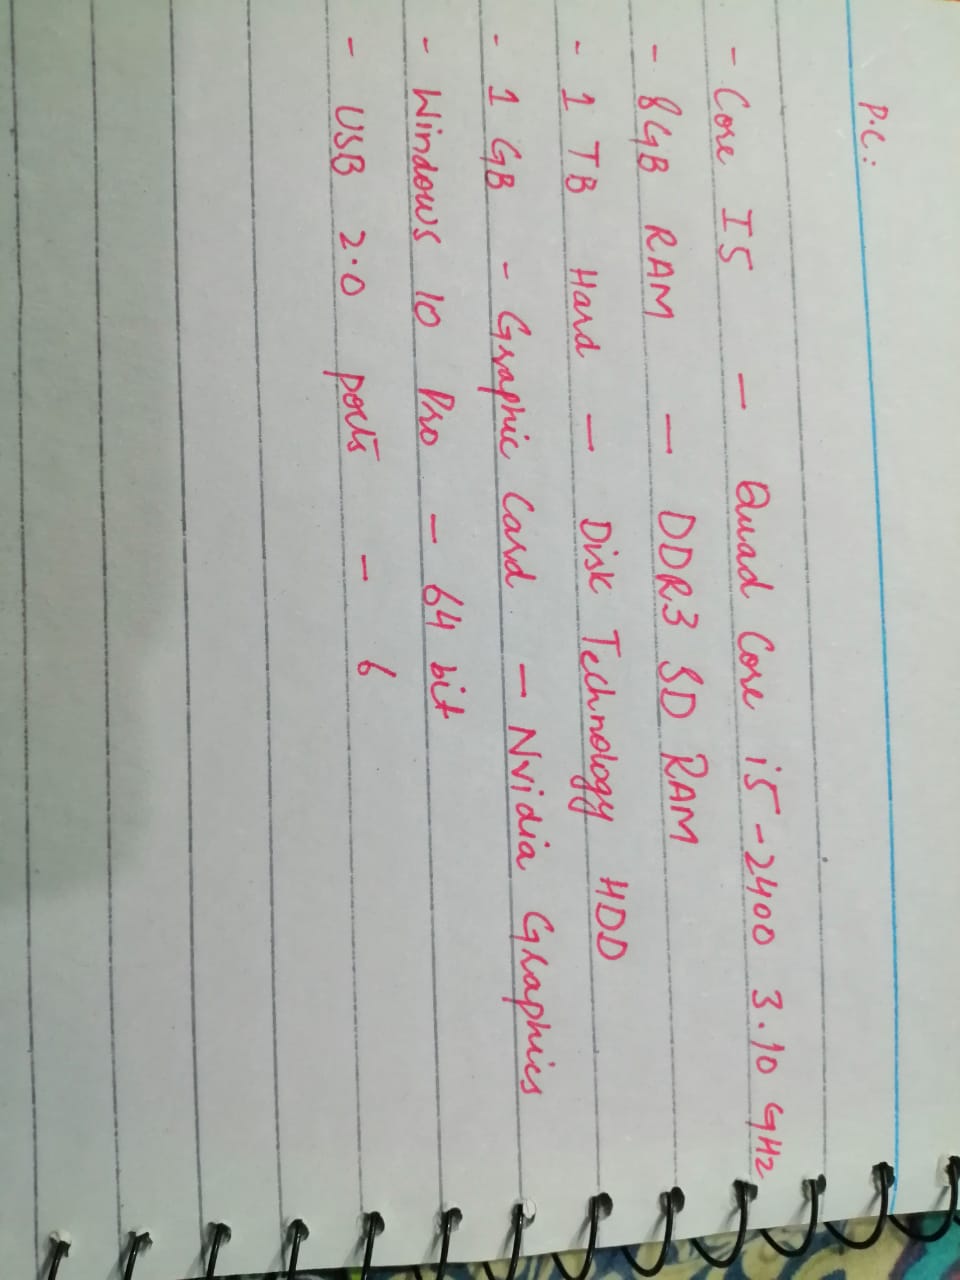 P.C:
- Core I5 - Quad Core i5-2400 3.10 GHz
- 8GB RAM - DDR3 SD RAM
- 1 TB Hard - Disk Technology HDD
- 1 GB - Graphic Card - Nvidia Graphics
- Windows 10 Pro - 64 bit
- USB 2.0 ports - 6